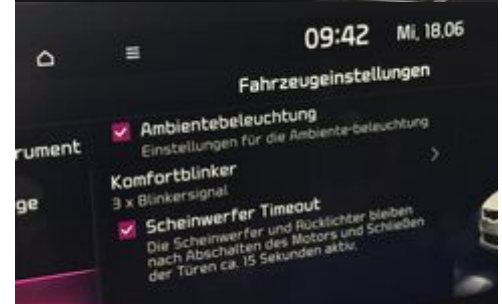 09:42 Mi, 18.06
Fahrzeugeinstellungen
rument
ge
Ambientebeleuchtung
Einstellungen für die Ambiente-beleuchtung
Komfortblinker
3 x Blinkersignal
Scheinwerfer Timeout
Die Scheinwerfer und Rücklichter bleiben
nach Abschalten des Motors und Schließen
der Türen ca. 15 Sekunden aktiv.